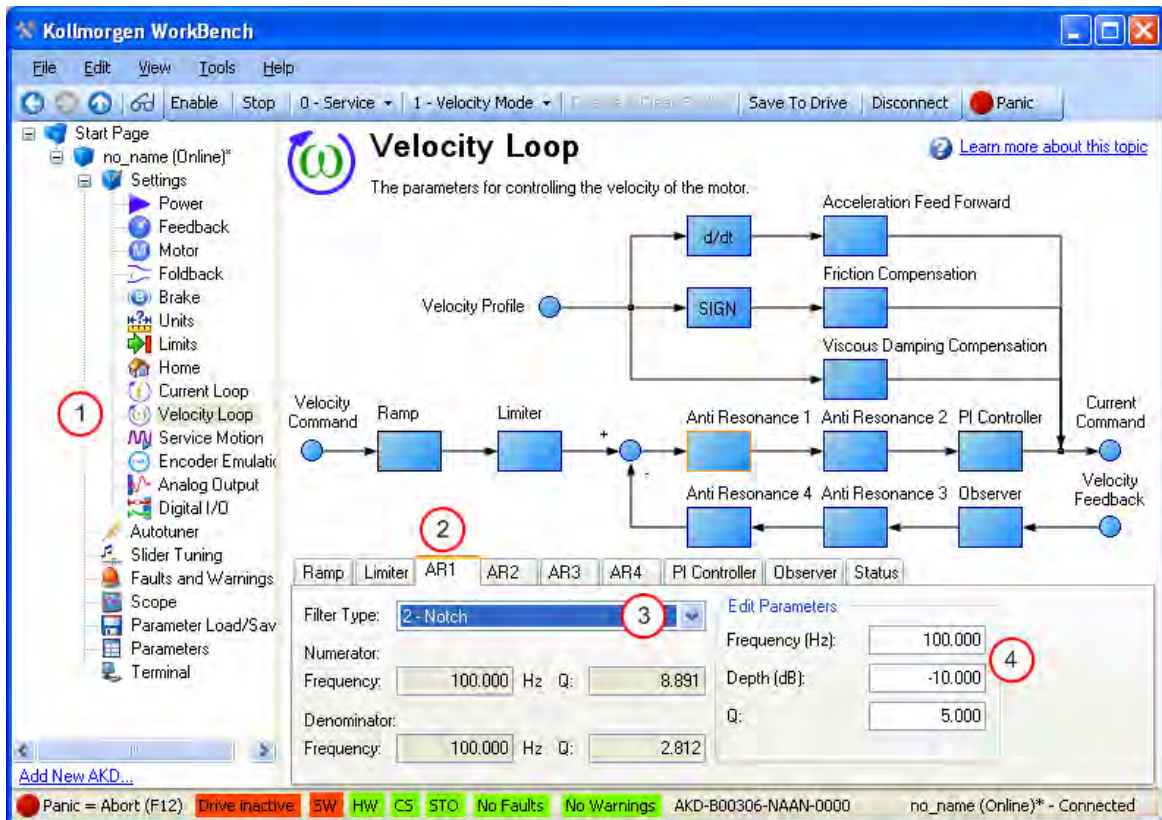 Kollmorgen WorkBench
File Edit View Tools Help
Enable Stop 0 - Service 1 - Velocity Mode Save To Drive Disconnect Panic
Start Page
no_name (Online)*
Settings
Power
Feedback
Motor
Foldback
Brake
Units
Limits
Home
Current Loop
1
Velocity Loop
Service Motion
Encoder Emulatic
Analog Output
Digital I/O
Autotuner
Slider Tuning
Faults and Warnings
Scope
Parameter Load/Sav
Parameters
Terminal
Add New AKD...
Velocity Loop
Learn more about this topic
The parameters for controlling the velocity of the motor.
Acceleration Feed Forward
d/dt
Friction Compensation
Velocity Profile
SIGN
Viscous Damping Compensation
Velocity Command
Ramp
Limiter
+
-
Anti Resonance 1
Anti Resonance 2
PI Controller
Current Command
Anti Resonance 4
Anti Resonance 3
Observer
Velocity Feedback
2
Ramp Limiter AR1 AR2 AR3 AR4 PI Controller Observer Status
Filter Type: 2 - Notch
3
Numerator:
Frequency: 100.000 Hz Q: 8.891
Denominator:
Frequency: 100.000 Hz Q: 2.812
Edit Parameters
Frequency (Hz): 100.000
Depth (dB): -10.000
4
Q: 5.000
Panic = Abort (F12) Drive Inactive SW HW CS STO No Faults No Warnings AKD-B00306-NAAN-0000 no_name (Online)* - Connected